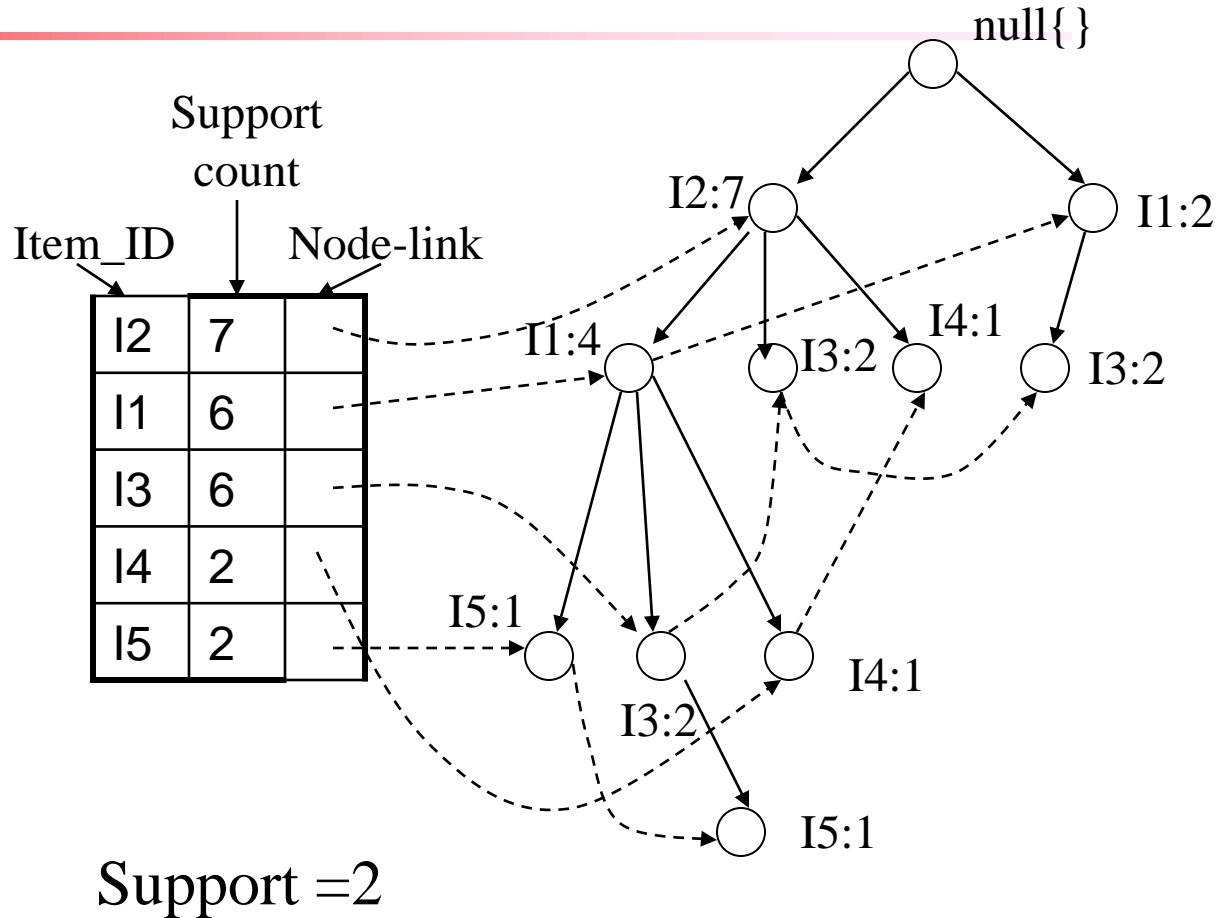 null{}
Support
count
Item_ID
Node-link
I2:7
I1:2
I2 7
I1 6
I3 6
I4 2
I5 2
I1:4
I3:2
I4:1
I3:2
I5:1
I3:2
I4:1
I5:1
Support =2